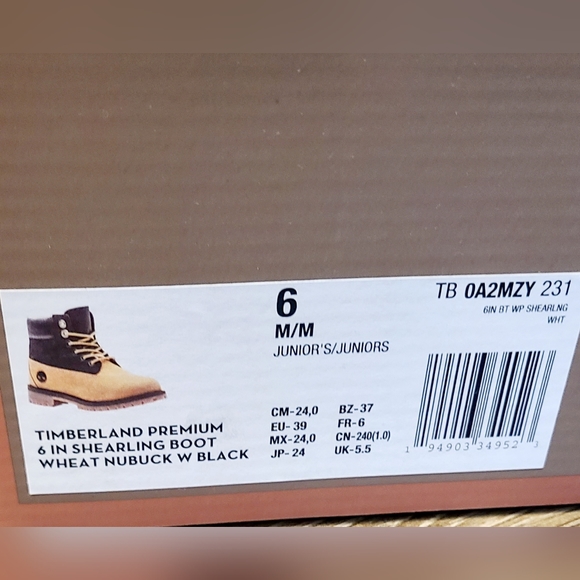 6
M/M
JUNIOR'S/JUNIORS
TB 0A2MZY 231
6IN BT WP SHEARLNG
WHT
TIMBERLAND PREMIUM
6 IN SHEARLING BOOT
WHEAT NUBUCK W BLACK
CM-24,0 BZ-37
EU- 39 FR-6
MX-24,0 CN-240(1.0)
JP- 24 UK-5.5
1 94903 34952 3